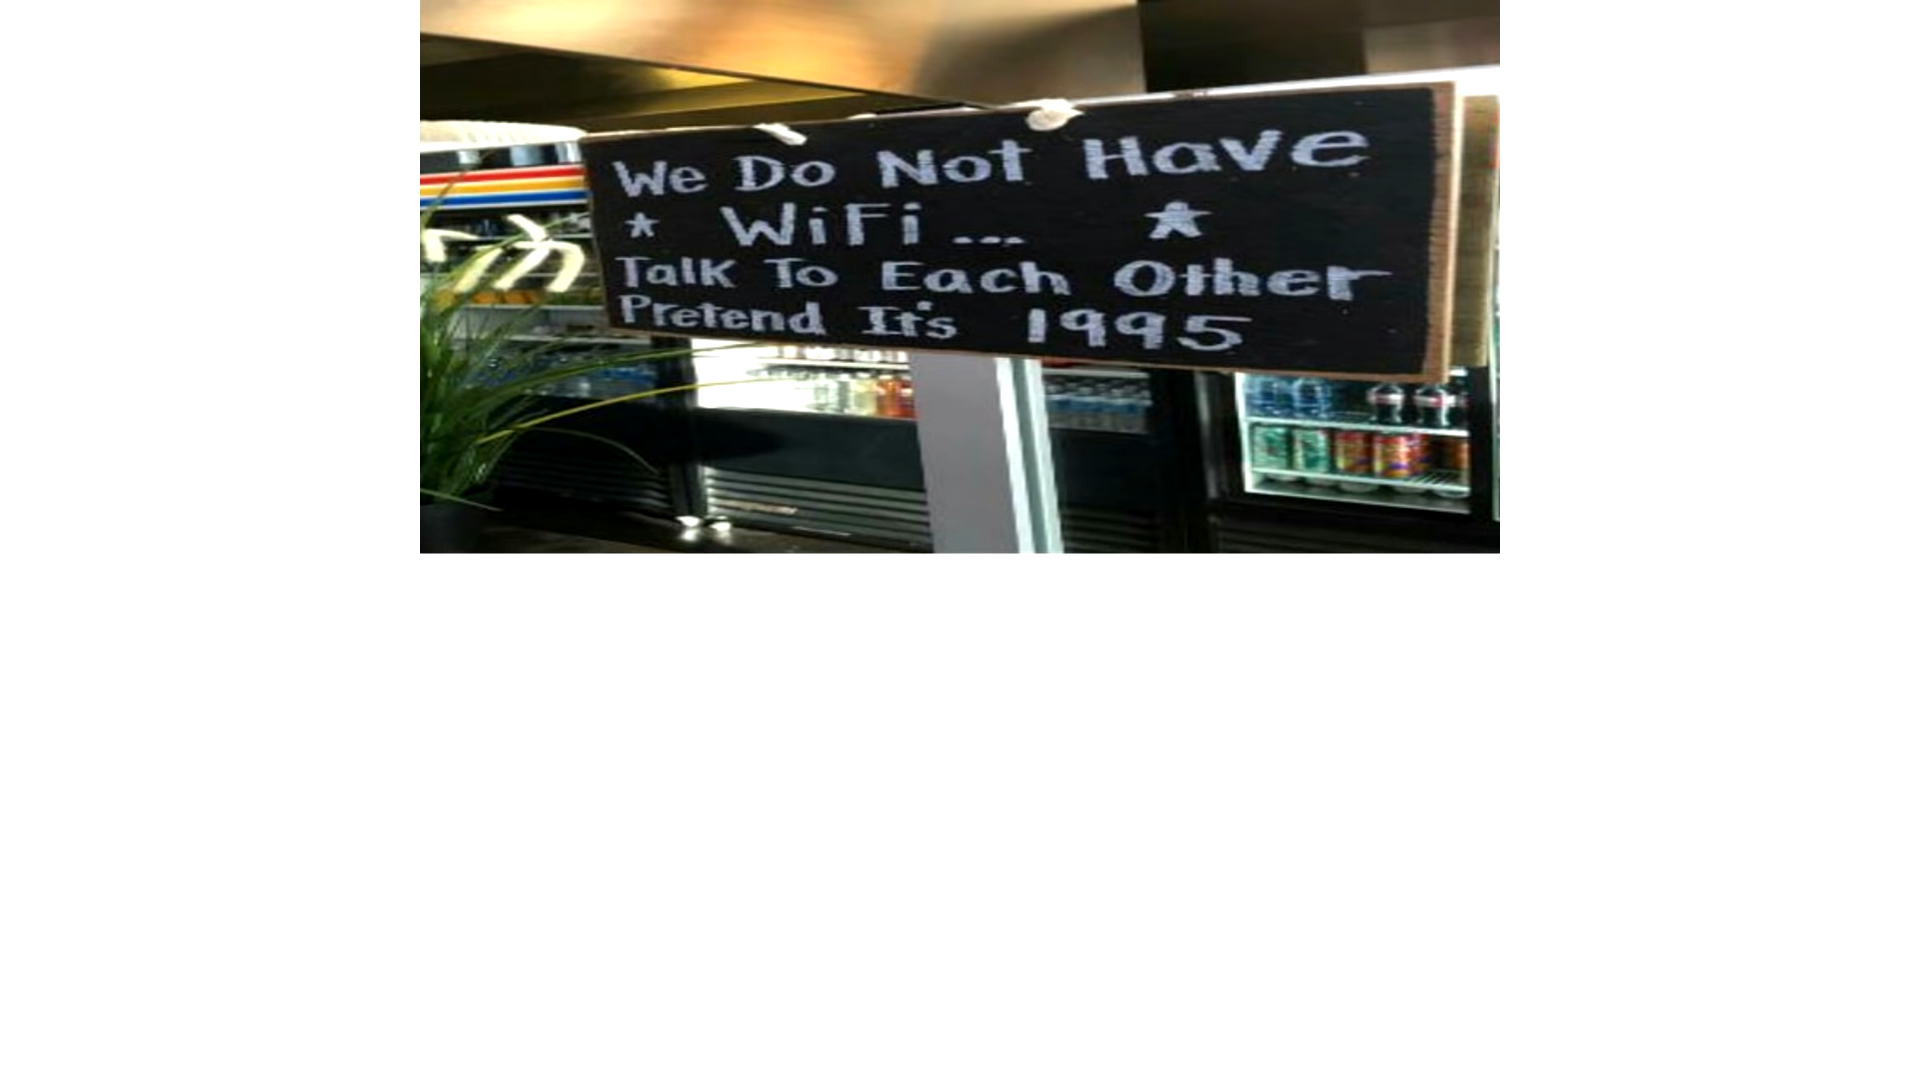 We Do Not Have
* WiFi... ★
Talk To Each Other
Pretend It's 1995